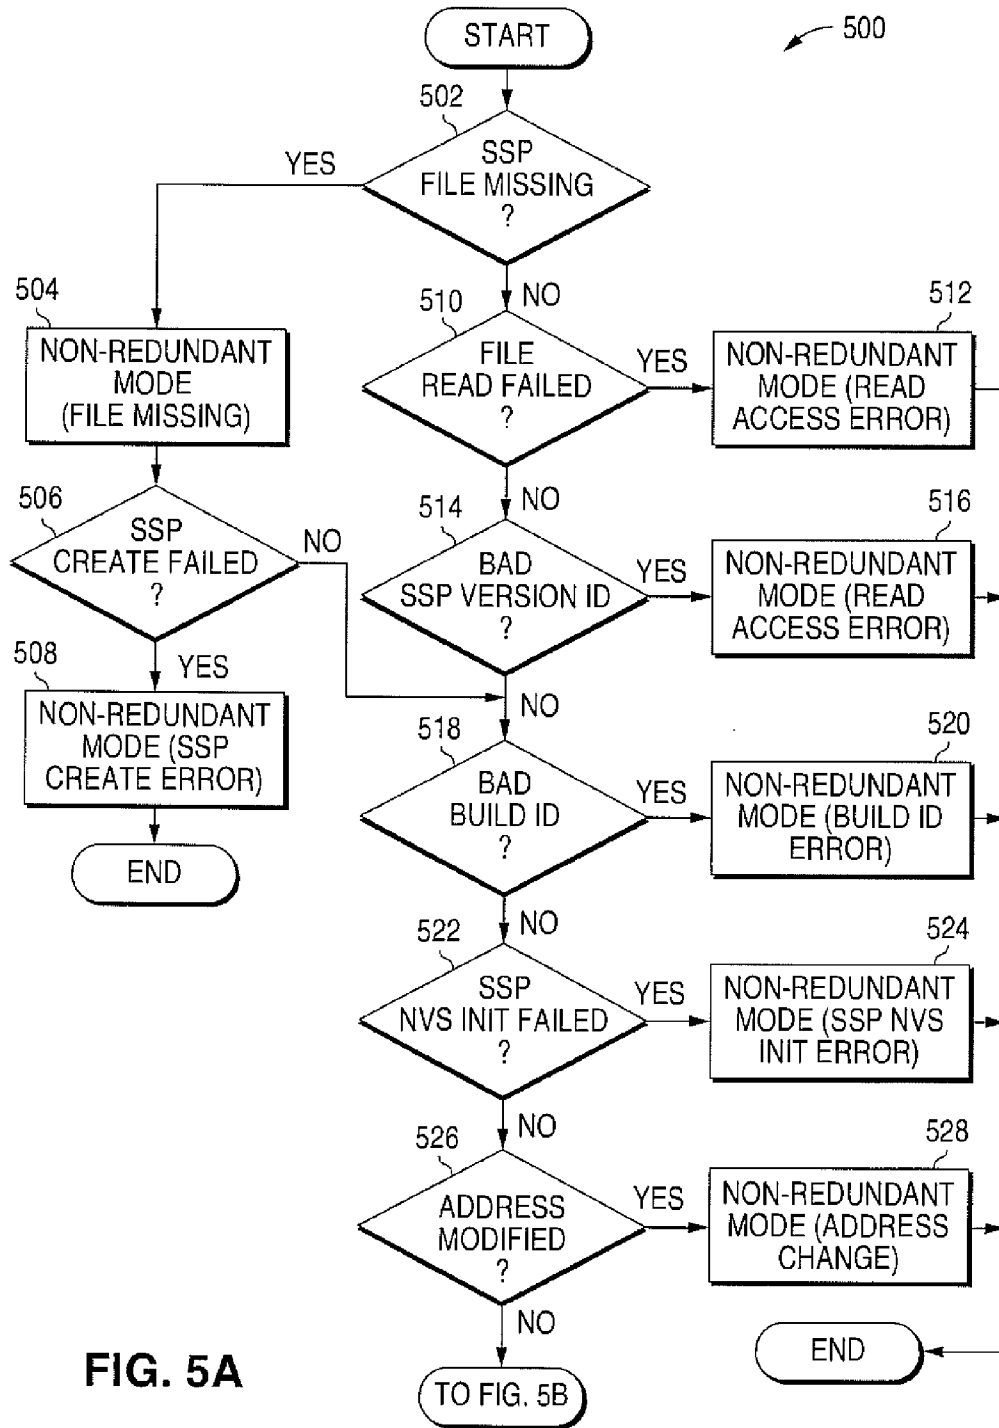 START
500
502
SSP
FILE MISSING
?
YES
NO
504
NON-REDUNDANT
MODE
(FILE MISSING)
510
FILE
READ FAILED
?
YES
NO
512
NON-REDUNDANT
MODE (READ
ACCESS ERROR)
506
SSP
CREATE FAILED
?
NO
YES
514
BAD
SSP VERSION ID
?
YES
NO
516
NON-REDUNDANT
MODE (READ
ACCESS ERROR)
508
NON-REDUNDANT
MODE (SSP
CREATE ERROR)
END
518
BAD
BUILD ID
?
YES
NO
520
NON-REDUNDANT
MODE (BUILD ID
ERROR)
522
SSP
NVS INIT FAILED
?
YES
NO
524
NON-REDUNDANT
MODE (SSP NVS
INIT ERROR)
526
ADDRESS
MODIFIED
?
YES
NO
528
NON-REDUNDANT
MODE (ADDRESS
CHANGE)
END
TO FIG. 5B
FIG. 5A